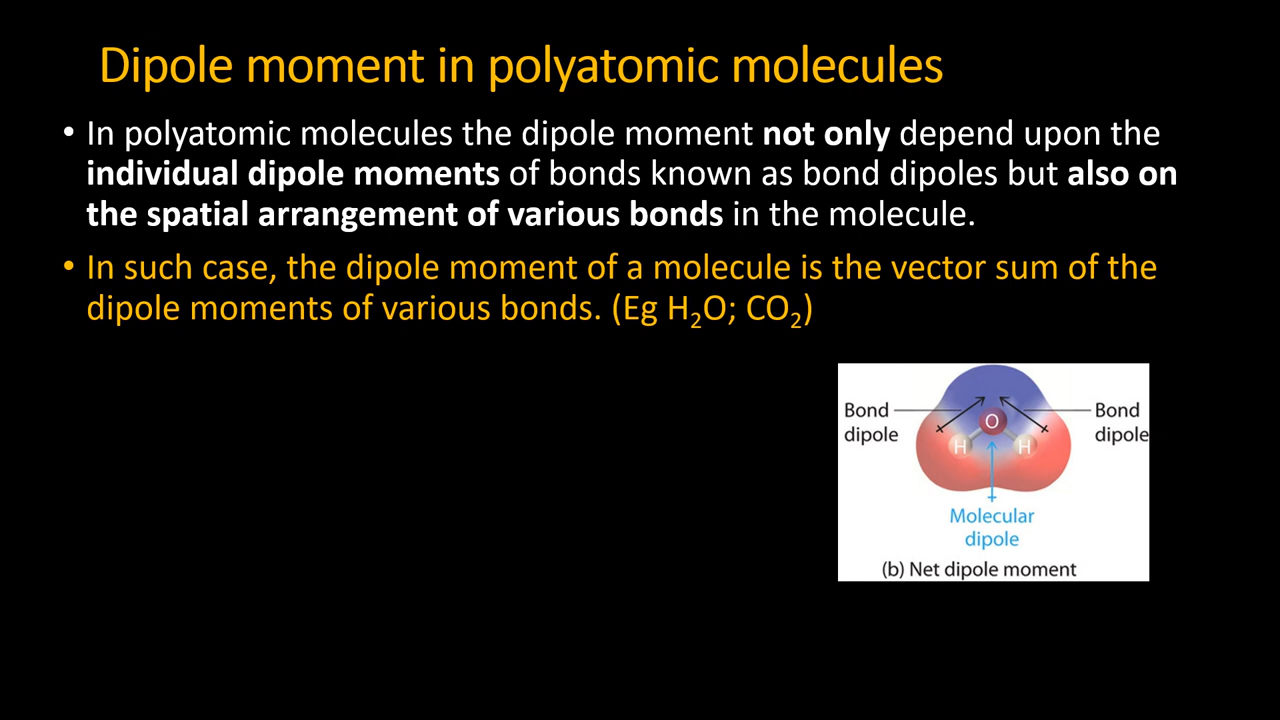 Dipole moment in polyatomic molecules
• In polyatomic molecules the dipole moment not only depend upon the
individual dipole moments of bonds known as bond dipoles but also on
the spatial arrangement of various bonds in the molecule.
• In such case, the dipole moment of a molecule is the vector sum of the
dipole moments of various bonds. (Eg H₂O; CO₂)
Bond
dipole
Bond
dipole
O
H
H
Molecular
dipole
(b) Net dipole moment